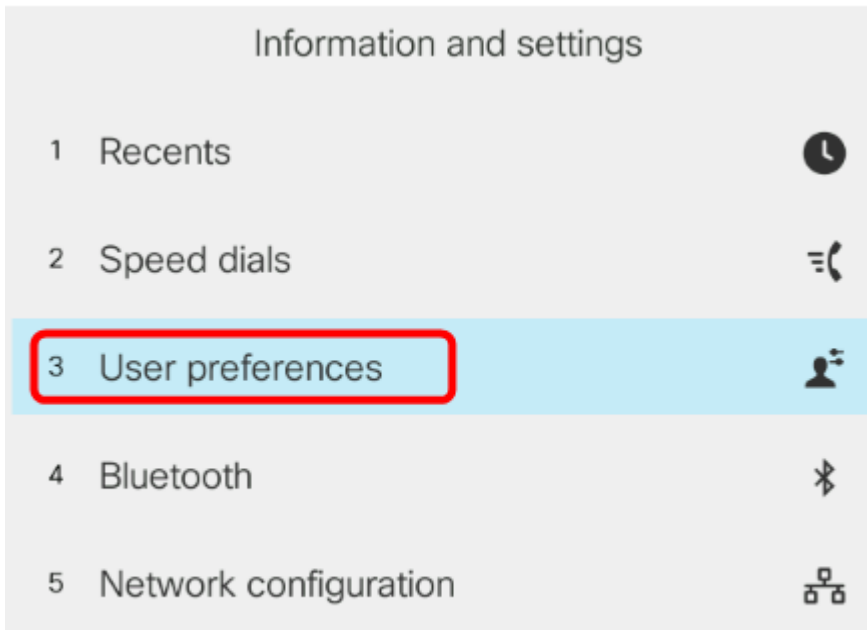 Information and settings
1 Recents
2 Speed dials
3 User preferences
4 Bluetooth
5 Network configuration